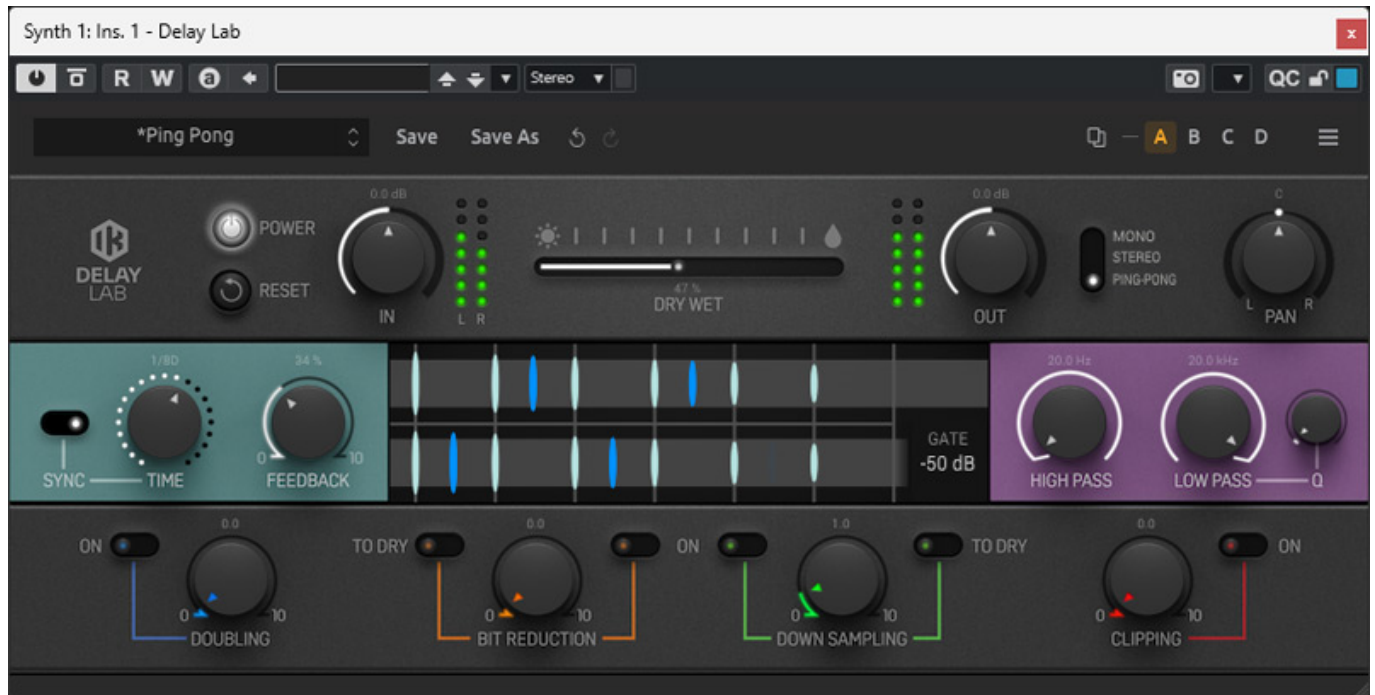 Synth 1: Ins. 1 - Delay Lab
x
R W a Stereo QC
*Ping Pong Save Save As A B C D
0.0 dB 0.0 dB C
POWER MONO
DELAY STEREO
LAB RESET PING-PONG
47 %
IN L R DRY WET OUT L PAN R
1/8D 34 % 20.0 Hz 20.0 kHz
GATE
0 10 -50 dB
SYNC TIME FEEDBACK HIGH PASS LOW PASS Q
0.0 0.0 1.0 0.0
ON TO DRY ON TO DRY ON
0 10 0 10 0 10 0 10
DOUBLING BIT REDUCTION DOWN SAMPLING CLIPPING